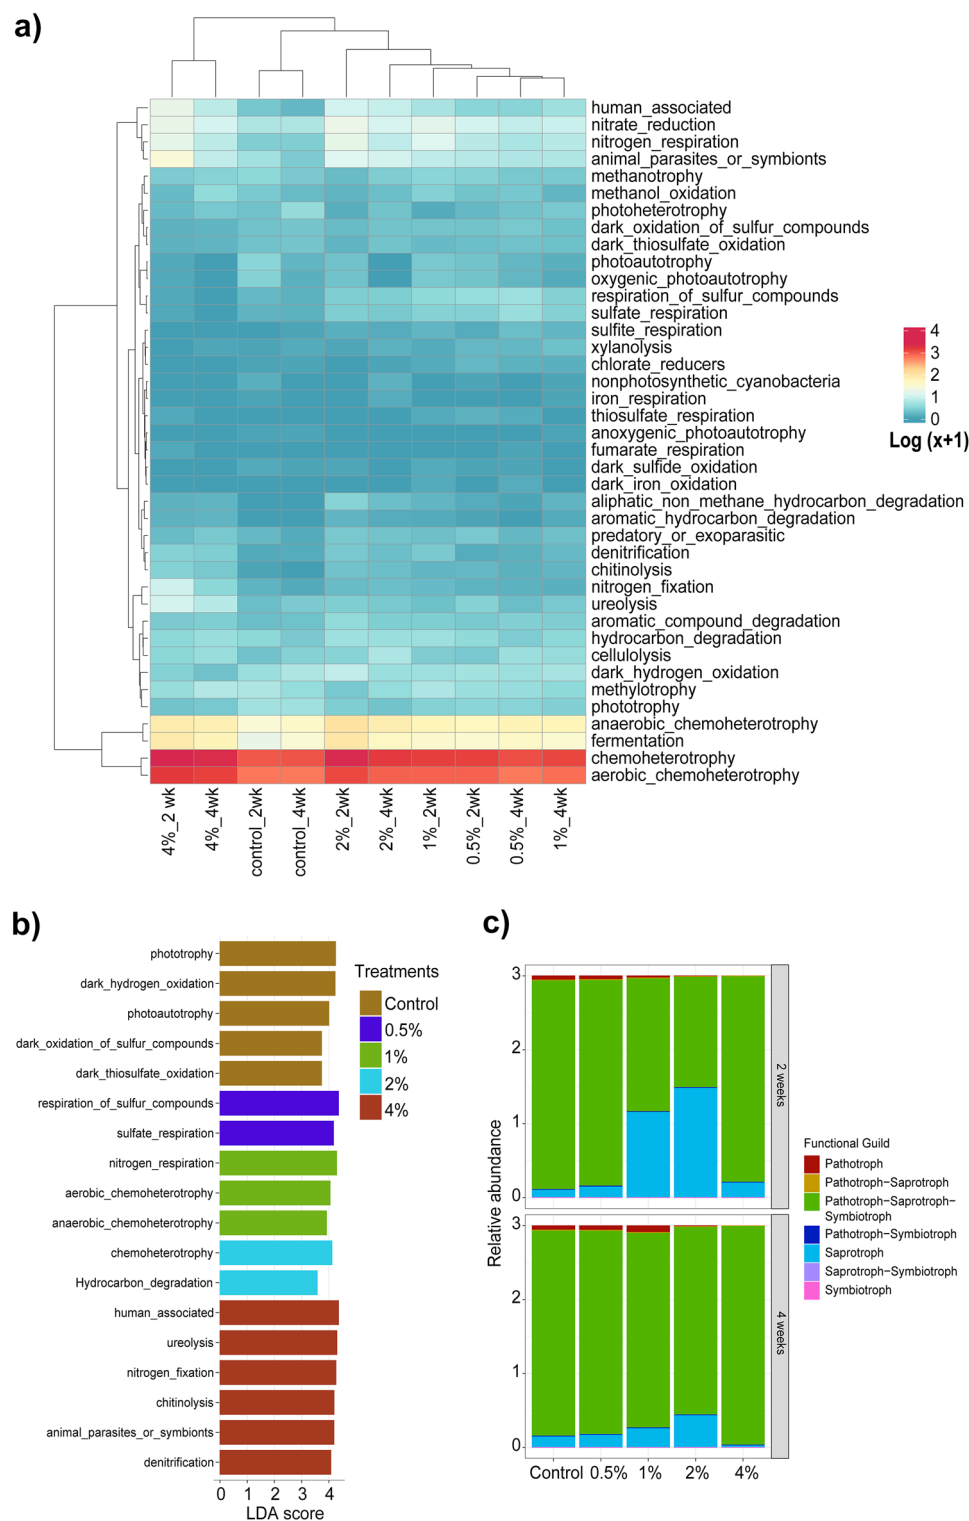 a)
human_associated
nitrate_reduction
nitrogen_respiration
animal_parasites_or_symbionts
methanotrophy
methanol_oxidation
photoheterotrophy
dark_oxidation_of_sulfur_compounds
dark_thiosulfate_oxidation
photoautotrophy
oxygenic_photoautotrophy
respiration_of_sulfur_compounds
sulfate_respiration
sulfite_respiration
xylanolysis
chlorate_reducers
nonphotosynthetic_cyanobacteria
iron_respiration
thiosulfate_respiration
anoxygenic_photoautotrophy
fumarate_respiration
dark_sulfide_oxidation
dark_iron_oxidation
aliphatic_non_methane_hydrocarbon_degradation
aromatic_hydrocarbon_degradation
predatory_or_exoparasitic
denitrification
chitinolysis
nitrogen_fixation
ureolysis
aromatic_compound_degradation
hydrocarbon_degradation
cellulolysis
dark_hydrogen_oxidation
methylotrophy
phototrophy
anaerobic_chemoheterotrophy
fermentation
chemoheterotrophy
aerobic_chemoheterotrophy
4
3
2
1
0
Log (x+1)
4%_2 wk
4%_4wk
control_2wk
control_4wk
2%_2wk
2%_4wk
1%_2wk
0.5%_2wk
0.5%_4wk
1%_4wk
b)
phototrophy
dark_hydrogen_oxidation
photoautotrophy
dark_oxidation_of_sulfur_compounds
dark_thiosulfate_oxidation
respiration_of_sulfur_compounds
sulfate_respiration
nitrogen_respiration
aerobic_chemoheterotrophy
anaerobic_chemoheterotrophy
chemoheterotrophy
Hydrocarbon_degradation
human_associated
ureolysis
nitrogen_fixation
chitinolysis
animal_parasites_or_symbionts
denitrification
0 1 2 3 4
LDA score
Treatments
Control
0.5%
1%
2%
4%
c)
Relative abundance
3
2
1
0
2 weeks
3
2
1
0
4 weeks
Control 0.5% 1% 2% 4%
Functional Guild
Pathotroph
Pathotroph−Saprotroph
Pathotroph−Saprotroph−
Symbiotroph
Pathotroph−Symbiotroph
Saprotroph
Saprotroph−Symbiotroph
Symbiotroph